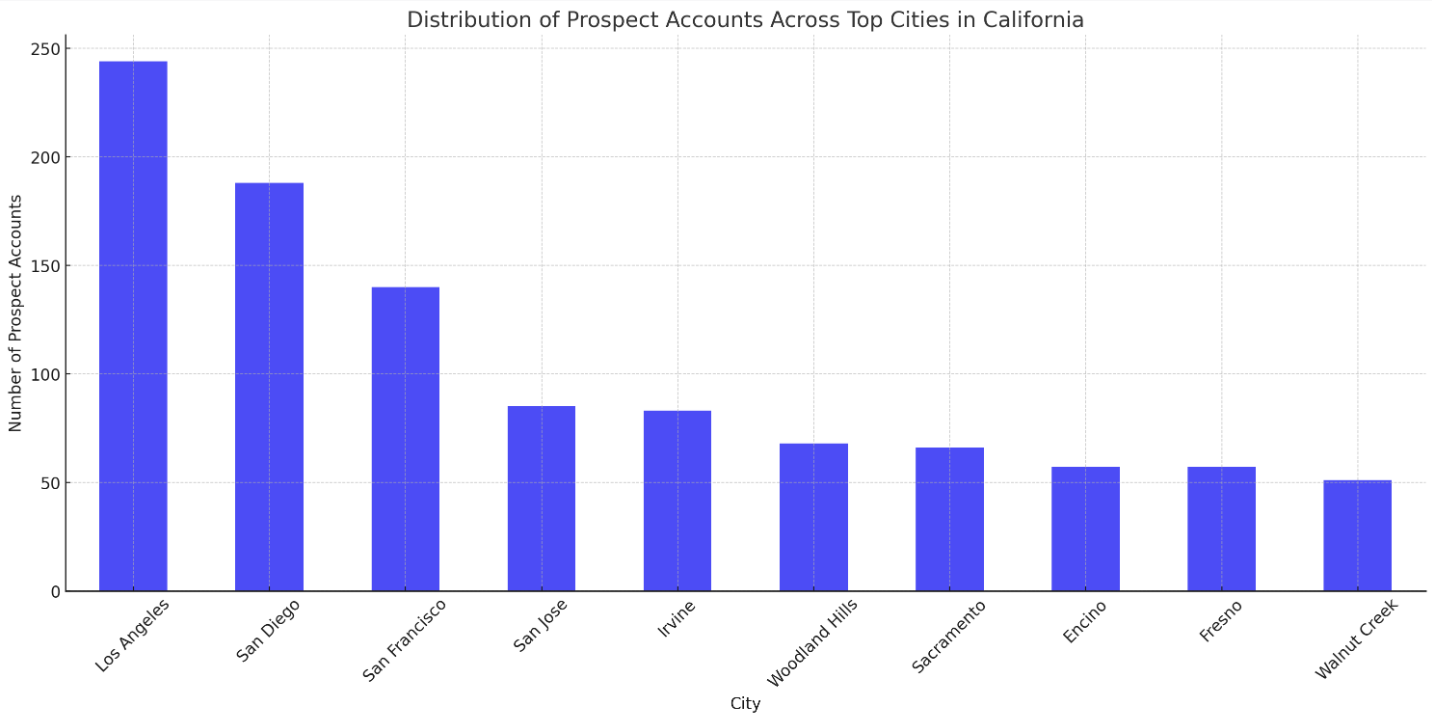 Distribution of Prospect Accounts Across Top Cities in California
Number of Prospect Accounts
250
200
150
100
50
0
Los Angeles
San Diego
San Francisco
San Jose
Irvine
Woodland Hills
Sacramento
Encino
Fresno
Walnut Creek
City